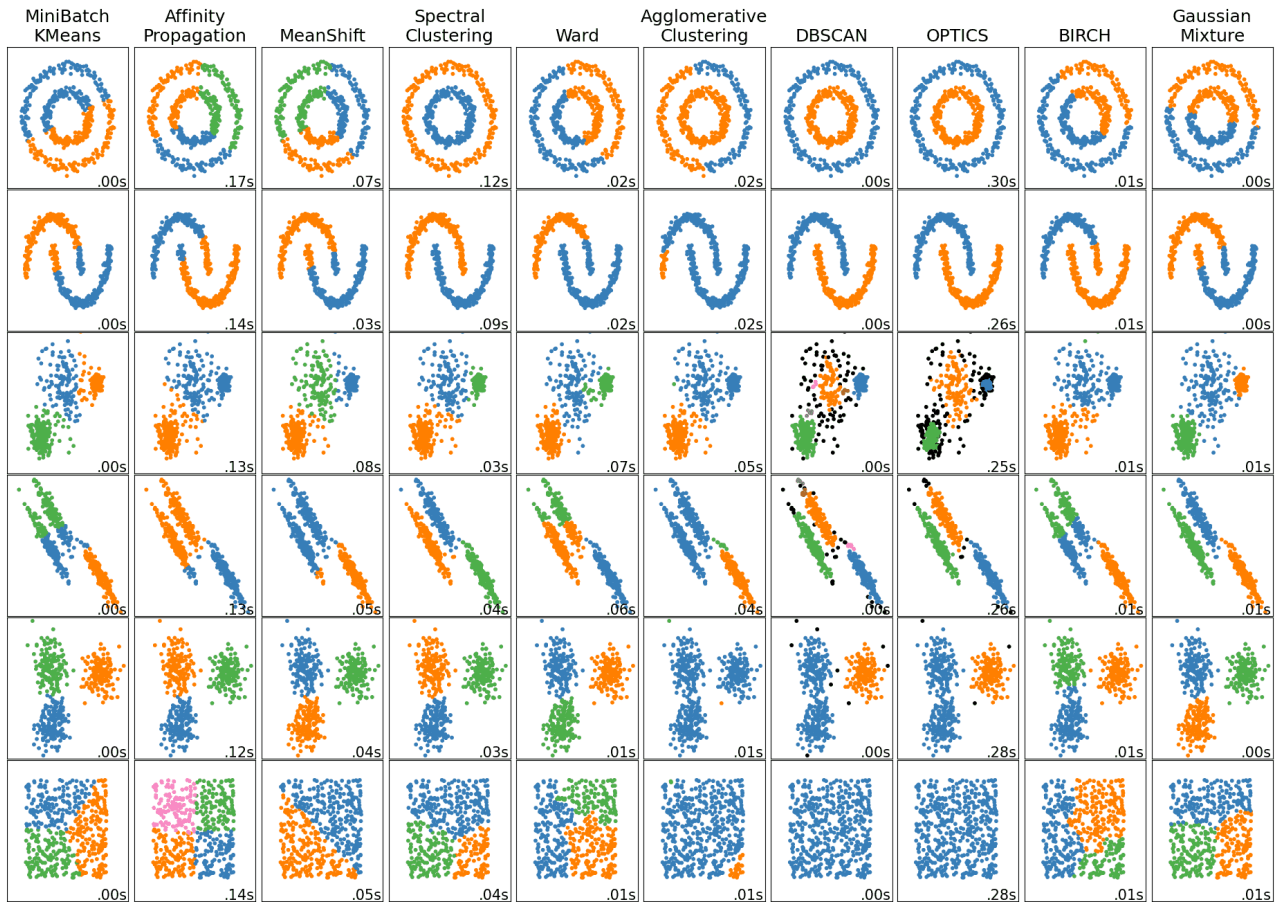 MiniBatch
KMeans
Affinity
Propagation
MeanShift
Spectral
Clustering
Ward
Agglomerative
Clustering
DBSCAN
OPTICS
BIRCH
Gaussian
Mixture
.00s
.17s
.07s
.12s
.02s
.02s
.00s
.30s
.01s
.00s
.00s
.14s
.03s
.09s
.02s
.02s
.00s
.26s
.01s
.00s
.00s
.13s
.08s
.03s
.07s
.05s
.00s
.25s
.01s
.01s
.00s
.13s
.05s
.04s
.06s
.04s
.00s
.26s
.01s
.01s
.00s
.12s
.04s
.03s
.01s
.01s
.00s
.28s
.01s
.00s
.00s
.14s
.05s
.04s
.01s
.01s
.00s
.28s
.01s
.01s